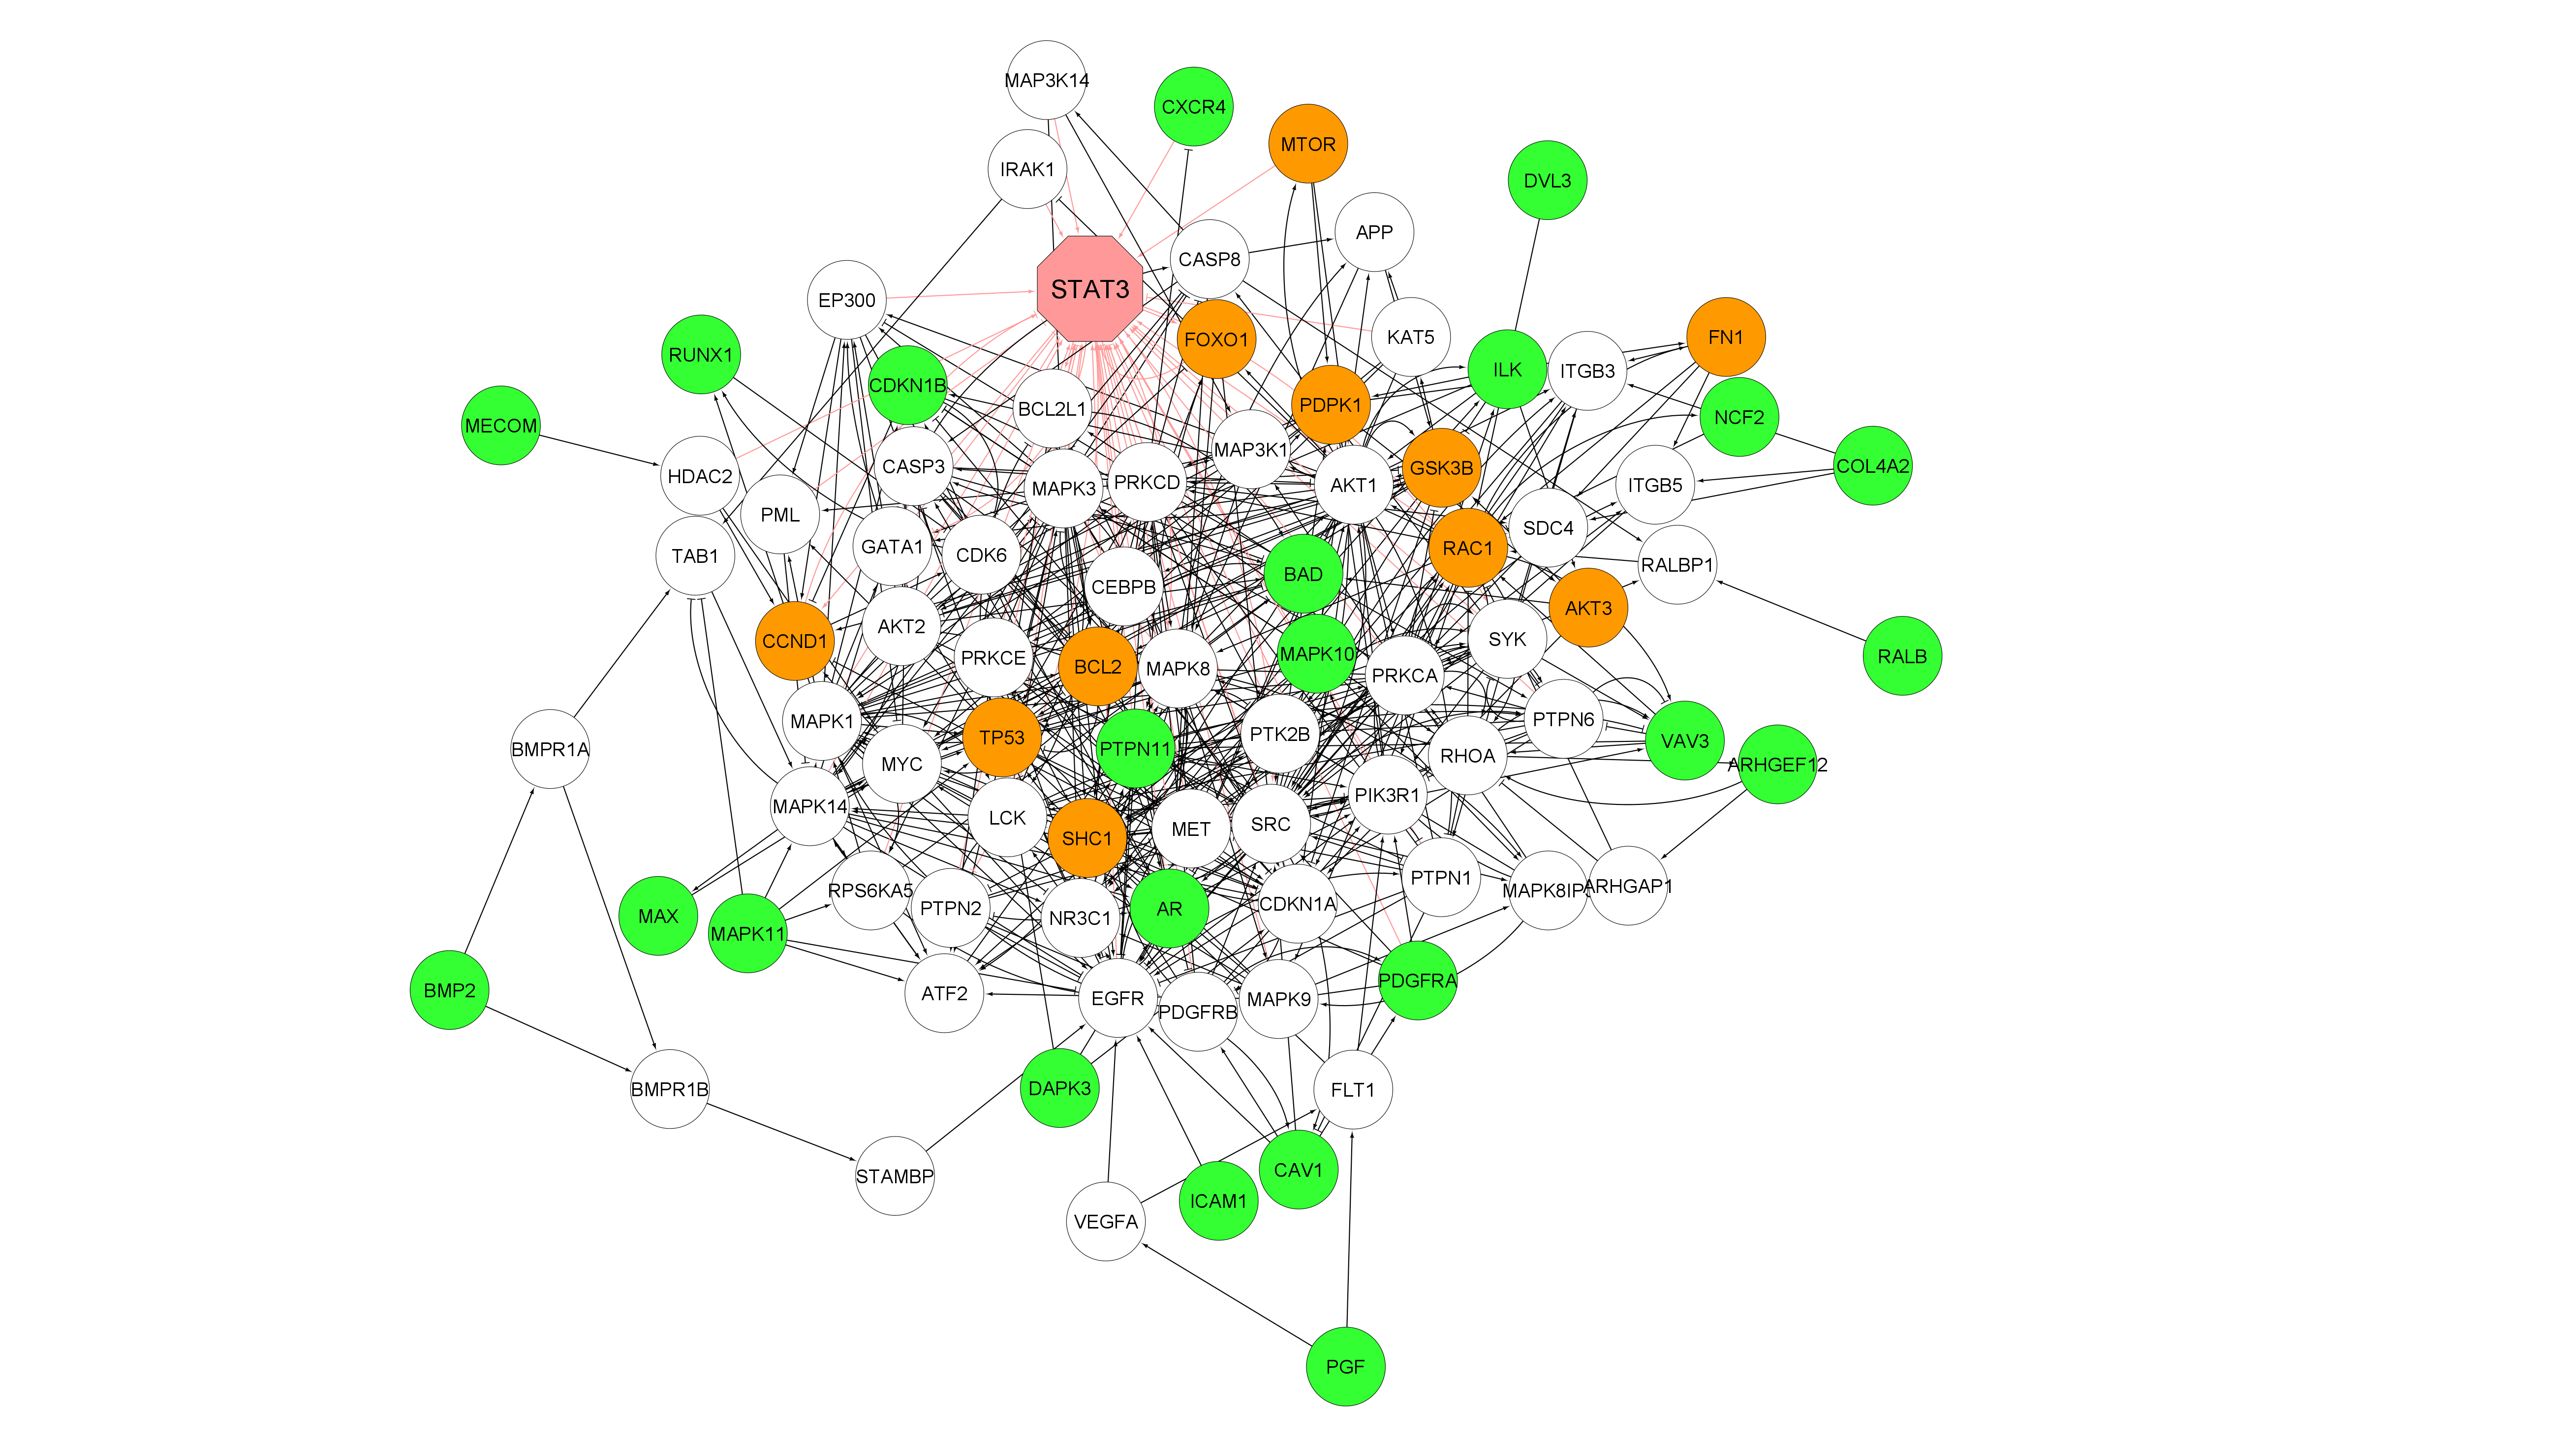 MAP3K14
CXCR4
MTOR
IRAK1
DVL3
APP
CASP8
STAT3
EP300
FOXO1
KAT5
FN1
RUNX1
ILK
ITGB3
CDKN1B
BCL2L1
PDPK1
NCF2
MECOM
MAP3K1
CASP3
GSK3B
COL4A2
HDAC2
MAPK3
PRKCD
AKT1
ITGB5
PML
SDC4
GATA1
RAC1
TAB1
CDK6
RALBP1
BAD
CEBPB
AKT3
AKT2
CCND1
SYK
MAPK10
PRKCE
RALB
BCL2
MAPK8
PRKCA
MAPK1
PTPN6
PTK2B
TP53
VAV3
BMPR1A
PTPN11
RHOA
MYC
ARHGEF12
PIK3R1
MAPK14
LCK
SRC
MET
SHC1
PTPN1
ARHGAP1
RPS6KA5
MAPK8IP
CDKN1A
PTPN2
AR
MAX
NR3C1
MAPK11
PDGFRA
BMP2
ATF2
EGFR
MAPK9
PDGFRB
DAPK3
BMPR1B
FLT1
CAV1
STAMBP
ICAM1
VEGFA
PGF